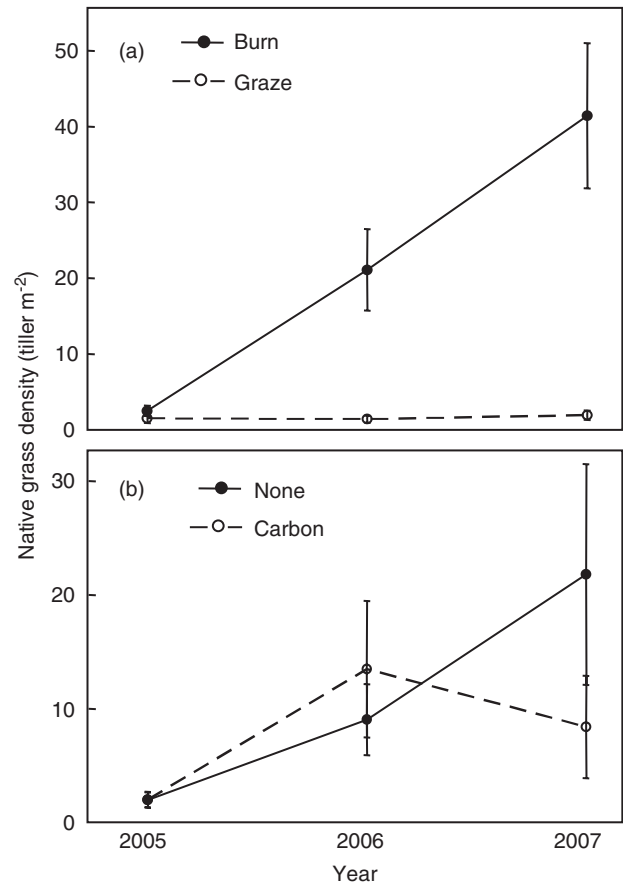 Native grass density (tiller m⁻²)
(a)
Burn
Graze
50
40
30
20
10
0
(b)
None
Carbon
30
20
10
0
2005 2006 2007
Year